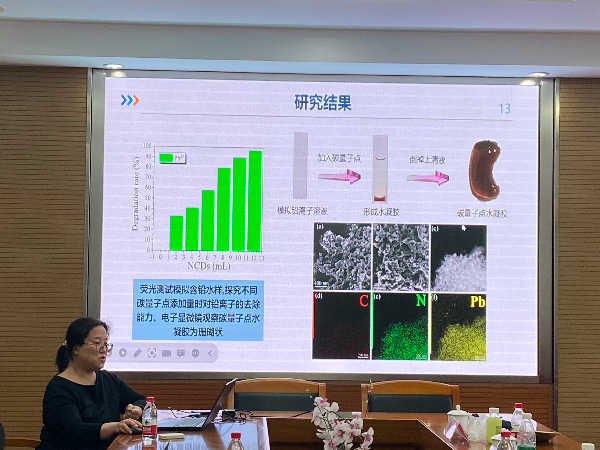 研究结果
13
加入碳量子点
倒掉上清液
模拟铅离子溶液
形成水凝胶
碳量子点水凝胶
Degradation rate (%)
100
90
80
70
60
50
40
30
20
10
0
-1 0 1 2 3 4 5 6 7 8 9 10 11 12 13
NCDs (mL)
(a)
(b)
(c)
(d)
C
(e)
N
(f)
Pb
荧光测试模拟含铅水样,探究不同
碳量子点添加量时对铅离子的去除
能力。电子显微镜观察碳量子点水
凝胶为珊瑚状